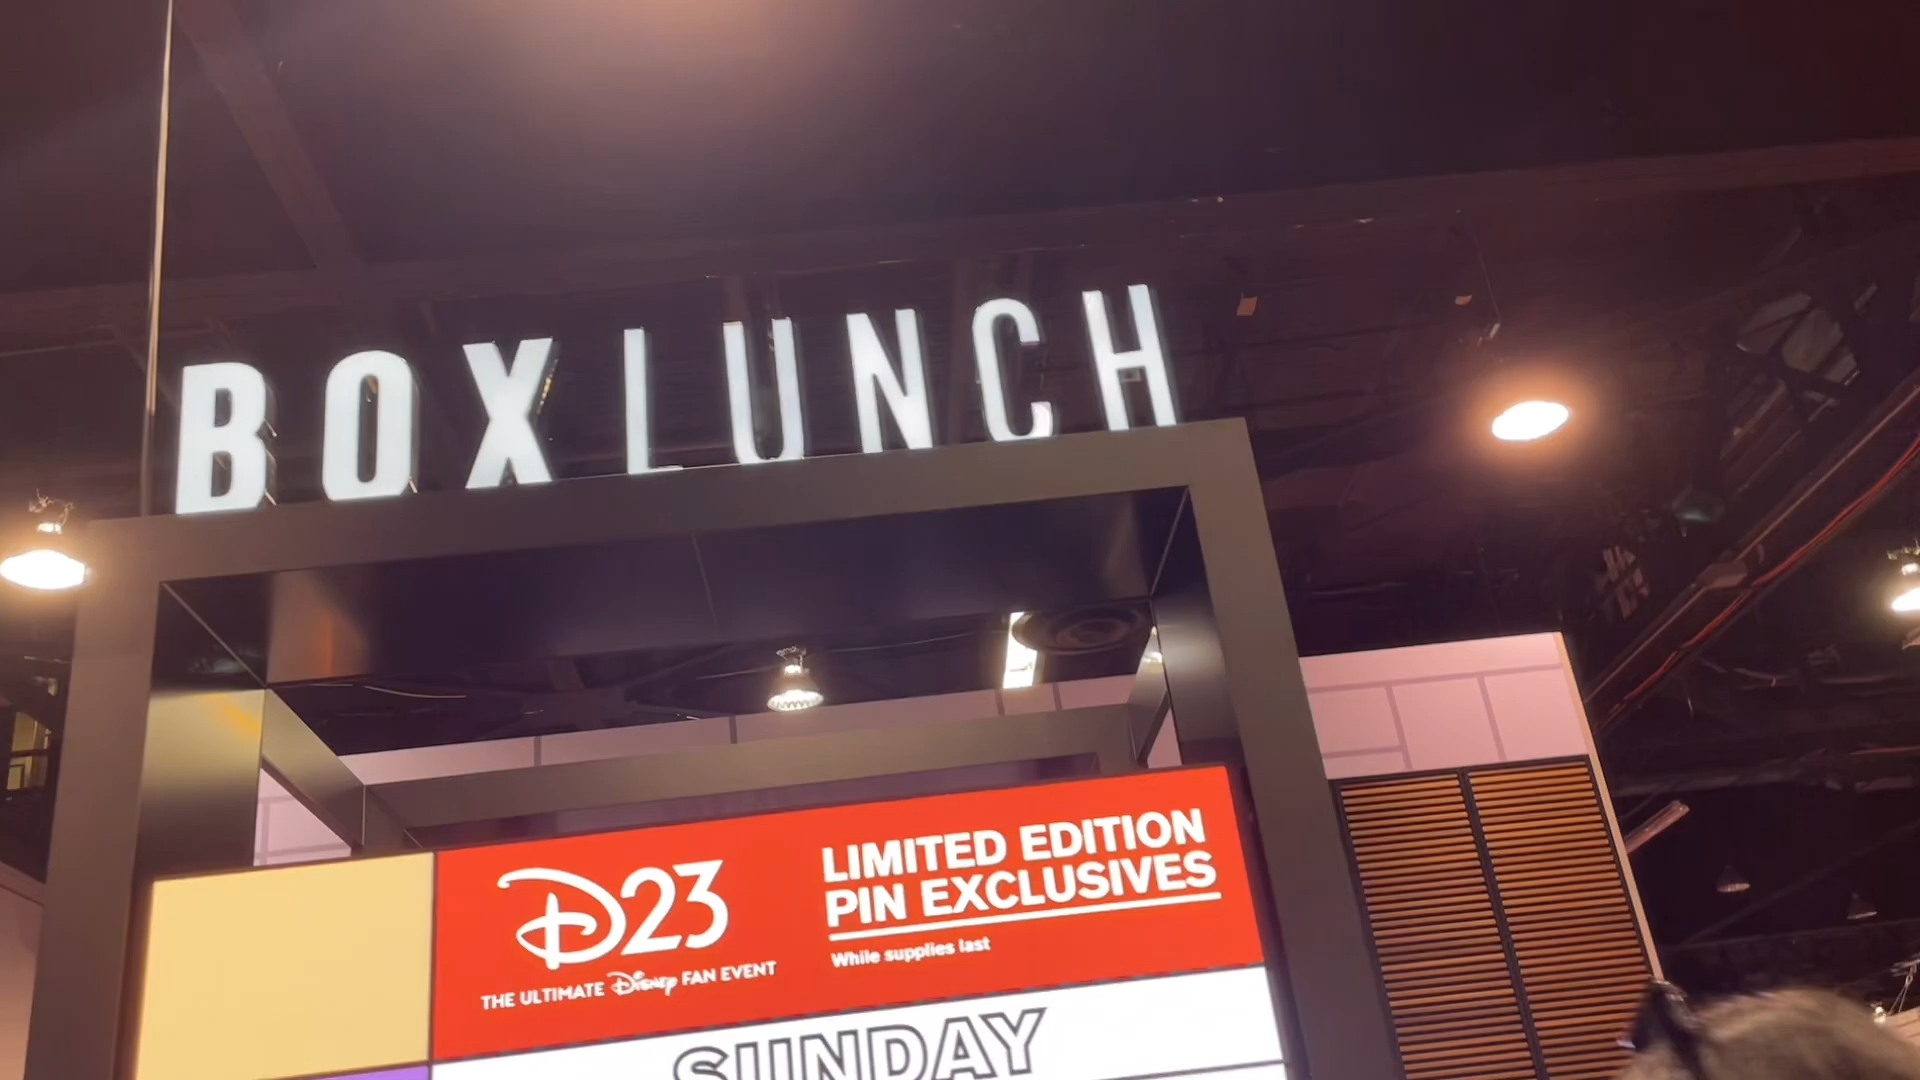 BOXLUNCH
D23
THE ULTIMATE Disney FAN EVENT
LIMITED EDITION
PIN EXCLUSIVES
While supplies last
SUNDAY